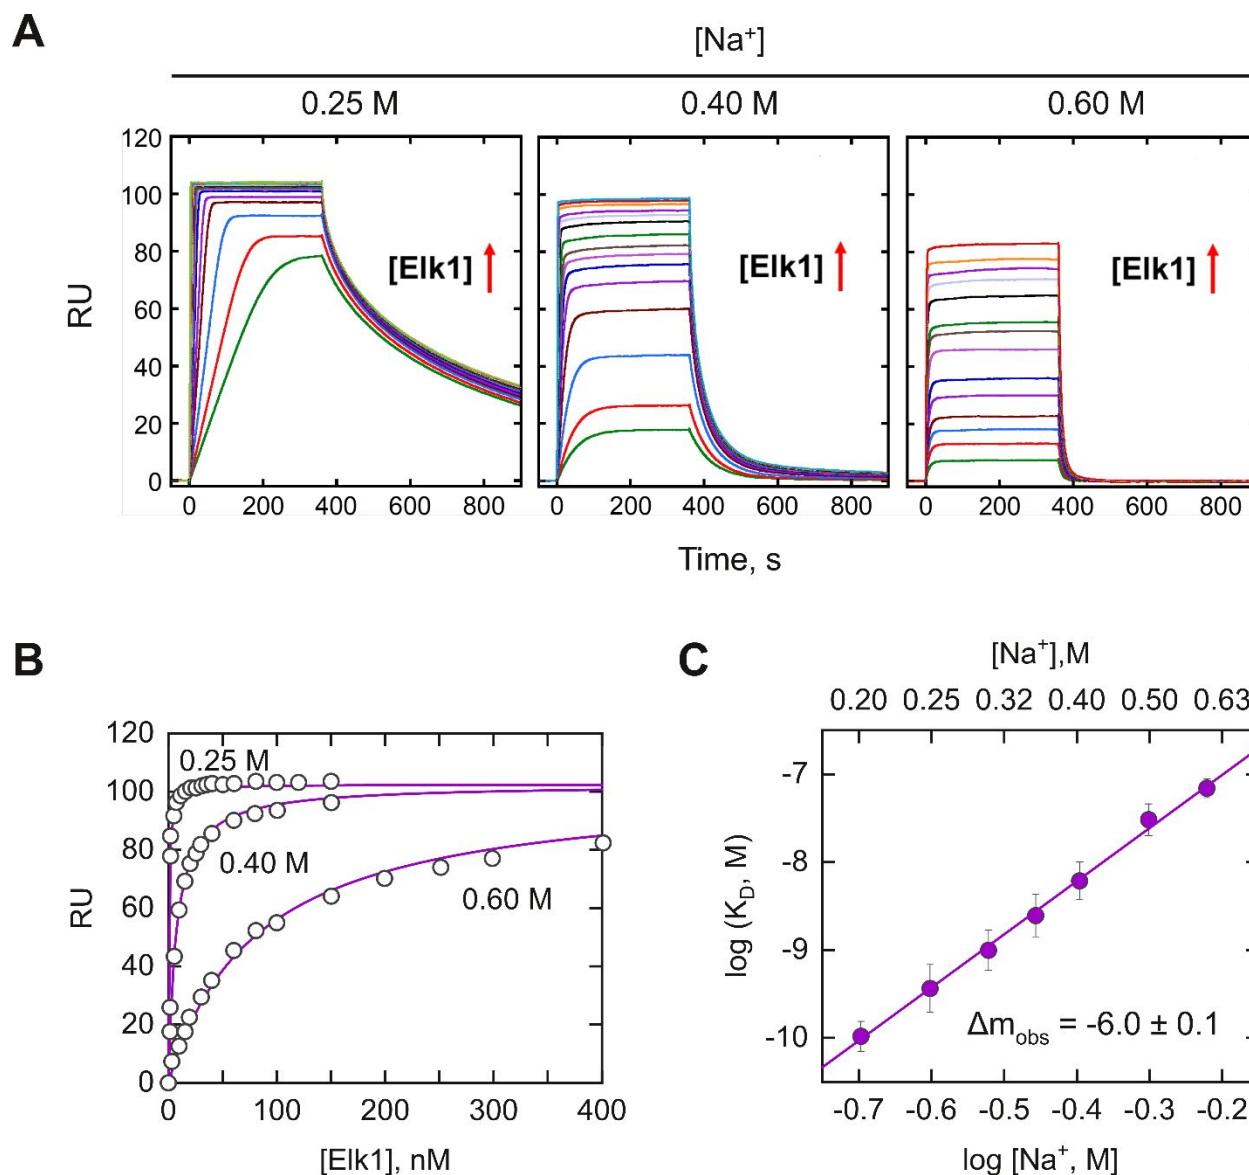 A
[Na⁺]
0.25 M 0.40 M 0.60 M
120
100
80
60
40
20
0
RU
[Elk1] [Elk1] [Elk1]
0 200 400 600 800 0 200 400 600 800 0 200 400 600 800
Time, s
B
120
100
80
60
40
20
0
RU
0.25 M
0.40 M
0.60 M
0 100 200 300 400
[Elk1], nM
C
[Na⁺],M
0.20 0.25 0.32 0.40 0.50 0.63
-7
-8
-9
-10
log (K_D, M)
Δm_obs = -6.0 ± 0.1
-0.7 -0.6 -0.5 -0.4 -0.3 -0.2
log [Na⁺, M]